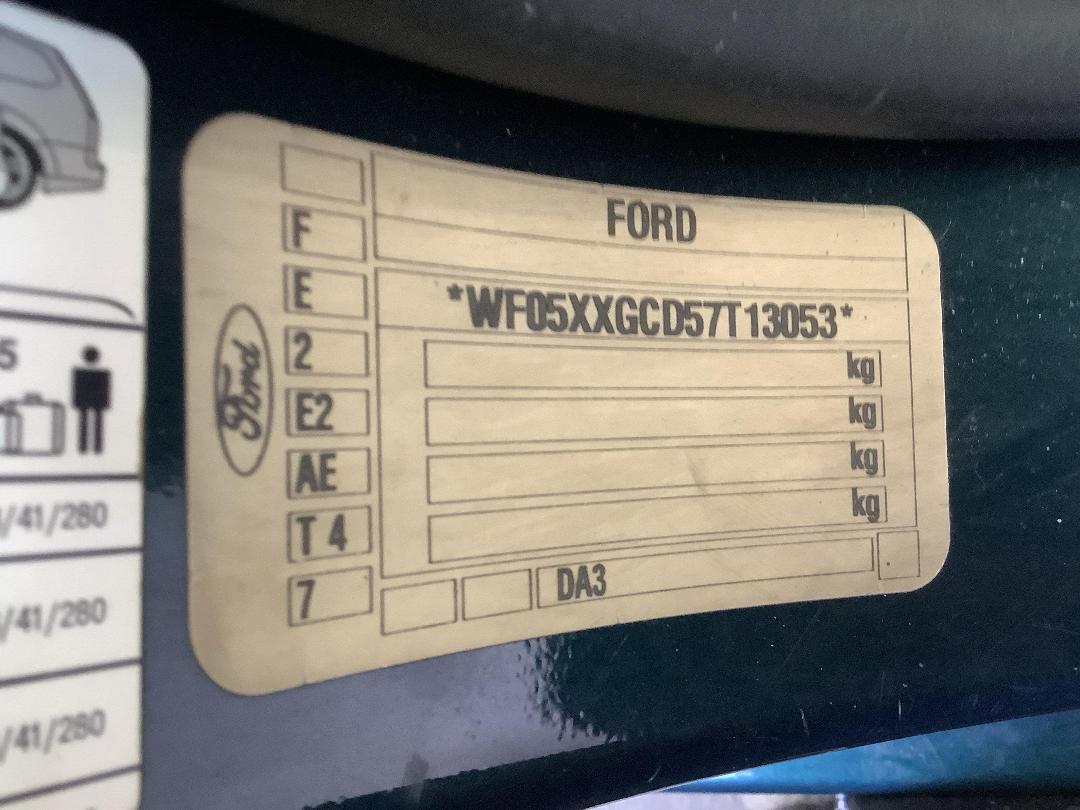 5
/41/280
/41/280
/41/280
Ford
F
E
2
E2
AE
T 4
7
FORD
*WF05XXGCD57T13053*
kg
kg
kg
kg
DA3